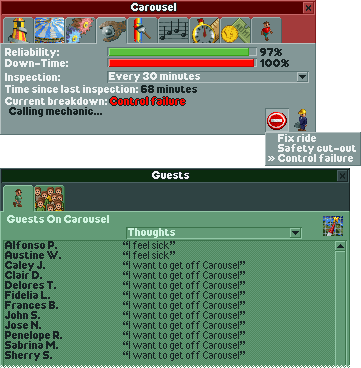 Carousel
Reliability: 97%
Down-Time: 100%
Inspection: Every 30 minutes
Time since last inspection: 68 minutes
Current breakdown: Control failure
Calling mechanic...
Fix ride
Safety cut-out
» Control failure
Guests
Guests On Carousel
Thoughts
Alfonso P. “I feel sick”
Austine W. “I feel sick”
Caley J. “I want to get off Carousel”
Clair D. “I want to get off Carousel”
Delores T. “I want to get off Carousel”
Fidelia L. “I want to get off Carousel”
Frances B. “I want to get off Carousel”
John S. “I want to get off Carousel”
Jose N. “I want to get off Carousel”
Penelope R. “I want to get off Carousel”
Sabrina M. “I want to get off Carousel”
Sherry S. “I want to get off Carousel”